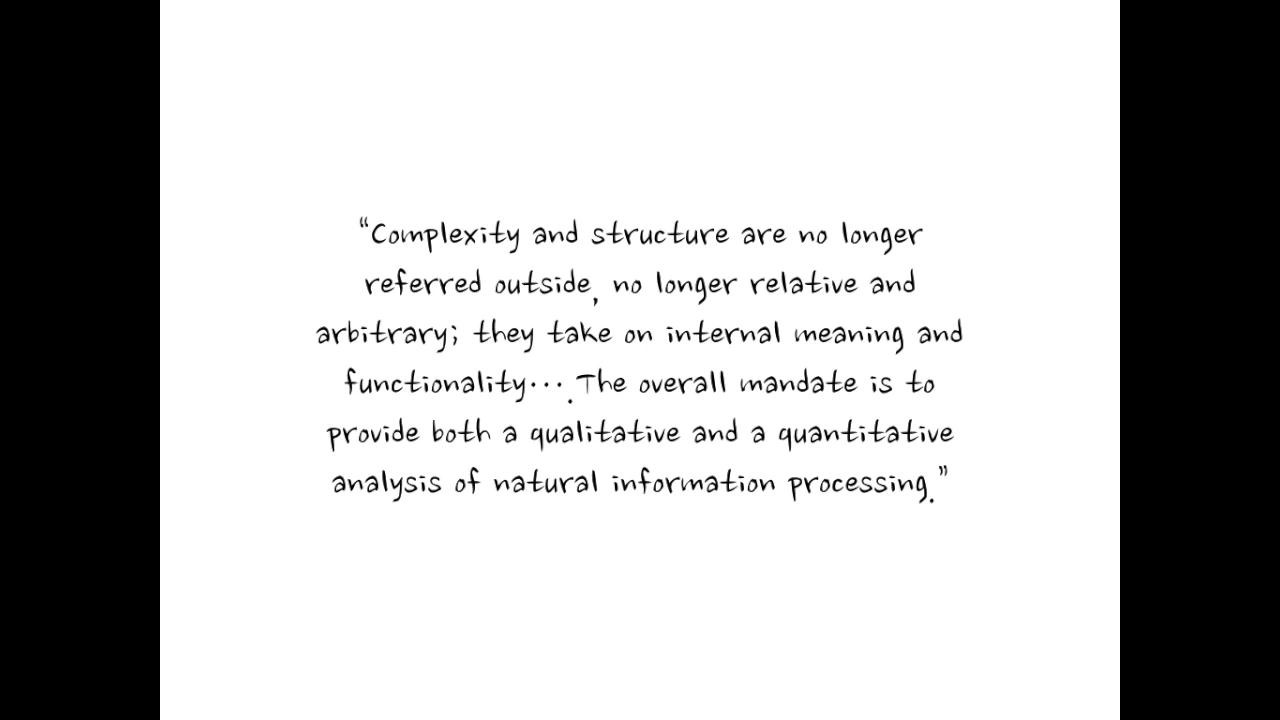 “Complexity and structure are no longer
referred outside, no longer relative and
arbitrary; they take on internal meaning and
functionality···.The overall mandate is to
provide both a qualitative and a quantitative
analysis of natural information processing.”